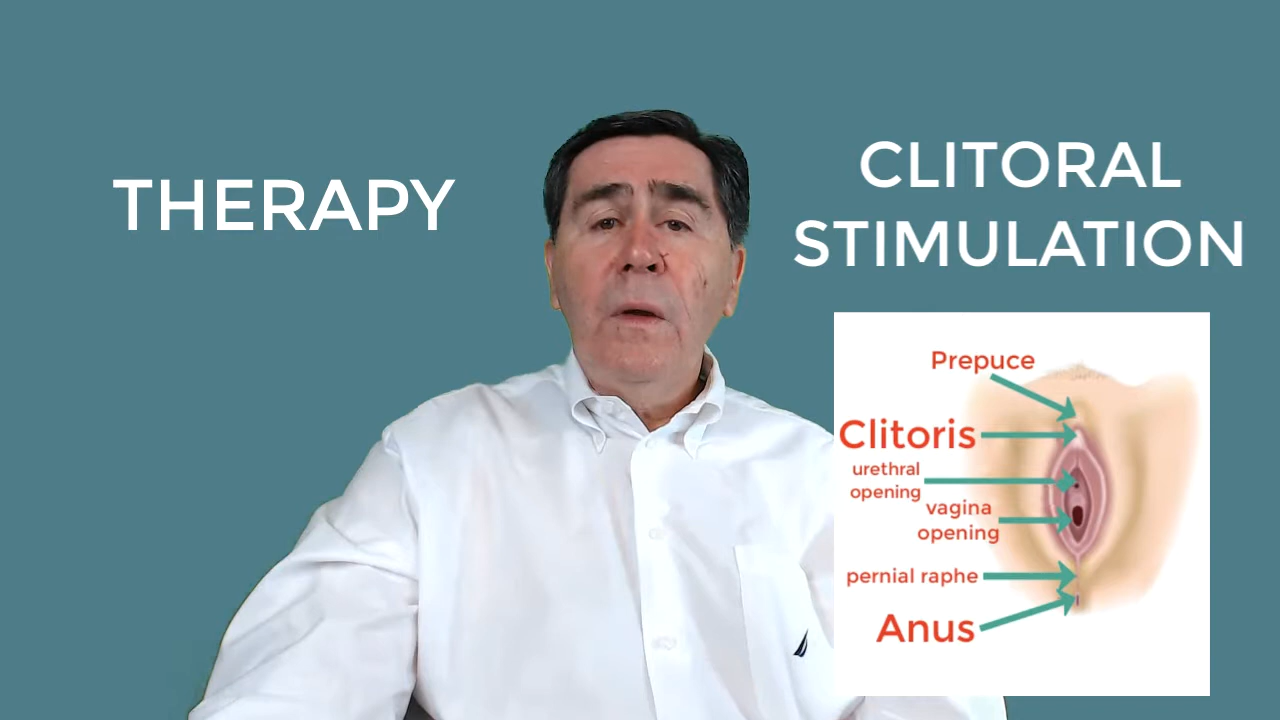 THERAPY
CLITORAL
STIMULATION
Prepuce
Clitoris
urethral
opening
vagina
opening
pernial raphe
Anus